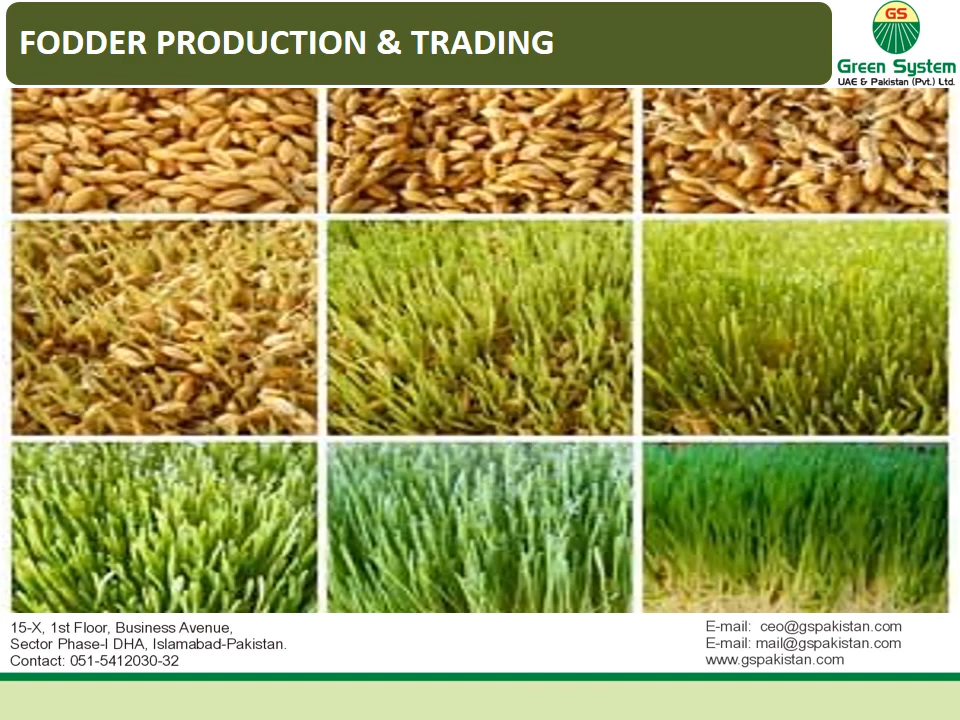 FODDER PRODUCTION & TRADING
GS
Green System
UAE & Pakistan (Pvt.) Ltd.
15-X, 1st Floor, Business Avenue,
Sector Phase-I DHA, Islamabad-Pakistan.
Contact: 051-5412030-32
E-mail:  ceo@gspakistan.com
E-mail: mail@gspakistan.com
www.gspakistan.com